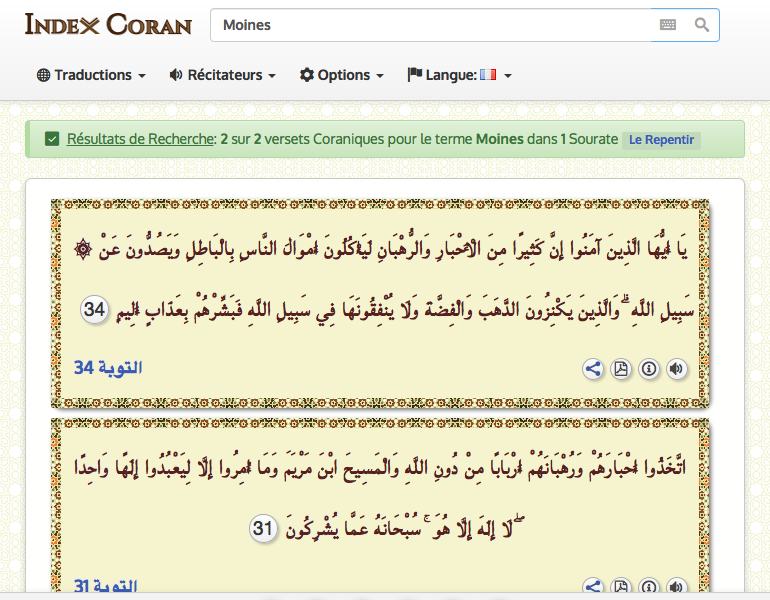 Index Coran
Moines
Traductions
Récitateurs
Options
Langue:
Résultats de Recherche: 2 sur 2 versets Coraniques pour le terme Moines dans 1 Sourate Le Repentir
يَا أَيُّهَا الَّذِينَ آمَنُوا إِنَّ كَثِيرًا مِنَ الْأَحْبَارِ وَالرُّهْبَانِ لَيَأْكُلُونَ أَمْوَالَ النَّاسِ بِالْبَاطِلِ وَيَصُدُّونَ عَنْ ۞
سَبِيلِ اللَّهِ ۗ وَالَّذِينَ يَكْنِزُونَ الذَّهَبَ وَالْفِضَّةَ وَلَا يُنْفِقُونَهَا فِي سَبِيلِ اللَّهِ فَبَشِّرْهُمْ بِعَذَابٍ أَلِيمٍ 34
التوبة 34
اتَّخَذُوا أَحْبَارَهُمْ وَرُهْبَانَهُمْ أَرْبَابًا مِنْ دُونِ اللَّهِ وَالْمَسِيحَ ابْنَ مَرْيَمَ وَمَا أُمِرُوا إِلَّا لِيَعْبُدُوا إِلَٰهًا وَاحِدًا
ۖ لَا إِلَٰهَ إِلَّا هُوَ ۚ سُبْحَانَهُ عَمَّا يُشْرِكُونَ 31
التوبة 31